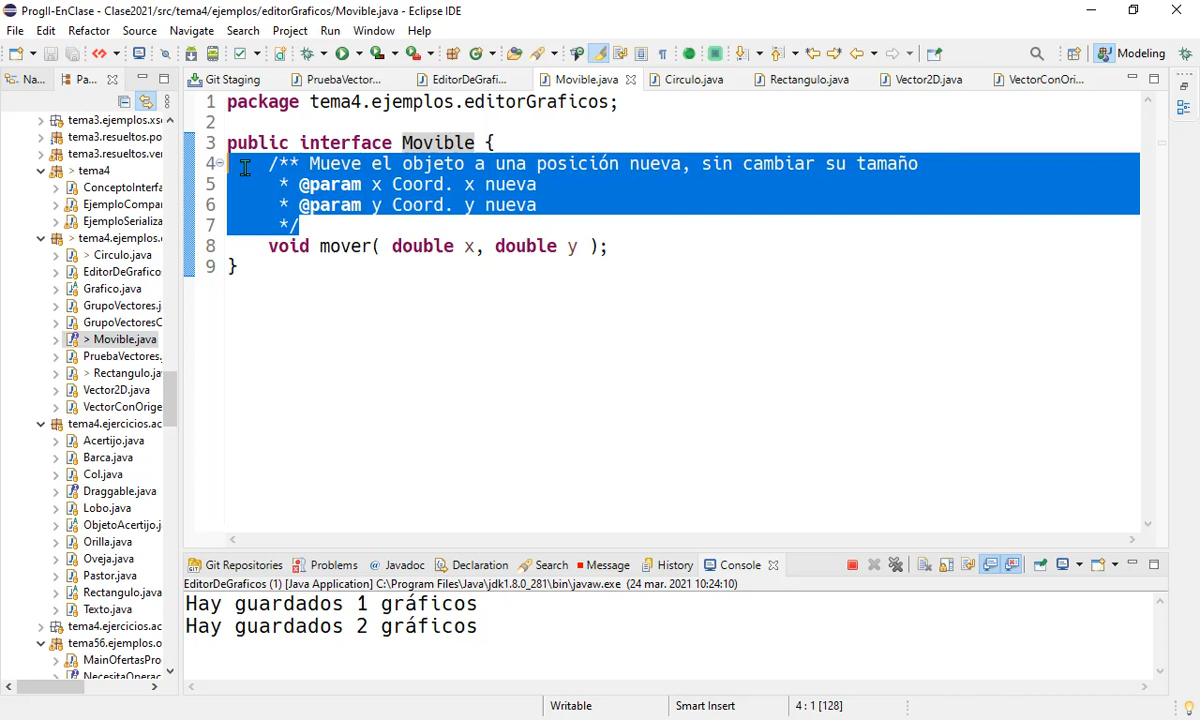 ProgII-EnClase - Clase2021/src/tema4/ejemplos/editorGraficos/Movible.java - Eclipse IDE
File Edit Refactor Source Navigate Search Project Run Window Help
Modeling
Na... Pa... Git Staging PruebaVector... EditorDeGrafi... Movible.java Circulo.java Rectangulo.java Vector2D.java VectorConOri...
tema3.ejemplos.xs
tema3.resueltos.po
tema3.resueltos.ver
> tema4
ConceptoInterfa
EjemploCompar
EjemploSerializa
> tema4.ejemplos.
> Circulo.java
EditorDeGrafico
Grafico.java
GrupoVectores.j
GrupoVectoresC
> Movible.java
PruebaVectores.
> Rectangulo.ja
Vector2D.java
VectorConOrige
tema4.ejercicios.ac
Acertijo.java
Barca.java
Col.java
Draggable.java
Lobo.java
ObjetoAcertijo.j
Orilla.java
Oveja.java
Pastor.java
Rectangulo.java
Texto.java
tema4.ejercicios.ac
tema56.ejemplos.o
MainOfertasPro
NecesitaOperac
1 package tema4.ejemplos.editorGraficos;
2
3 public interface Movible {
4 /** Mueve el objeto a una posición nueva, sin cambiar su tamaño
5 * @param x Coord. x nueva
6 * @param y Coord. y nueva
7 */
8 void mover( double x, double y );
9 }
Git Repositories Problems @ Javadoc Declaration Search Message History Console
EditorDeGraficos (1) [Java Application] C:\Program Files\Java\jdk1.8.0_281\bin\javaw.exe (24 mar. 2021 10:24:10)
Hay guardados 1 gráficos
Hay guardados 2 gráficos
Writable Smart Insert 4 : 1 [128]